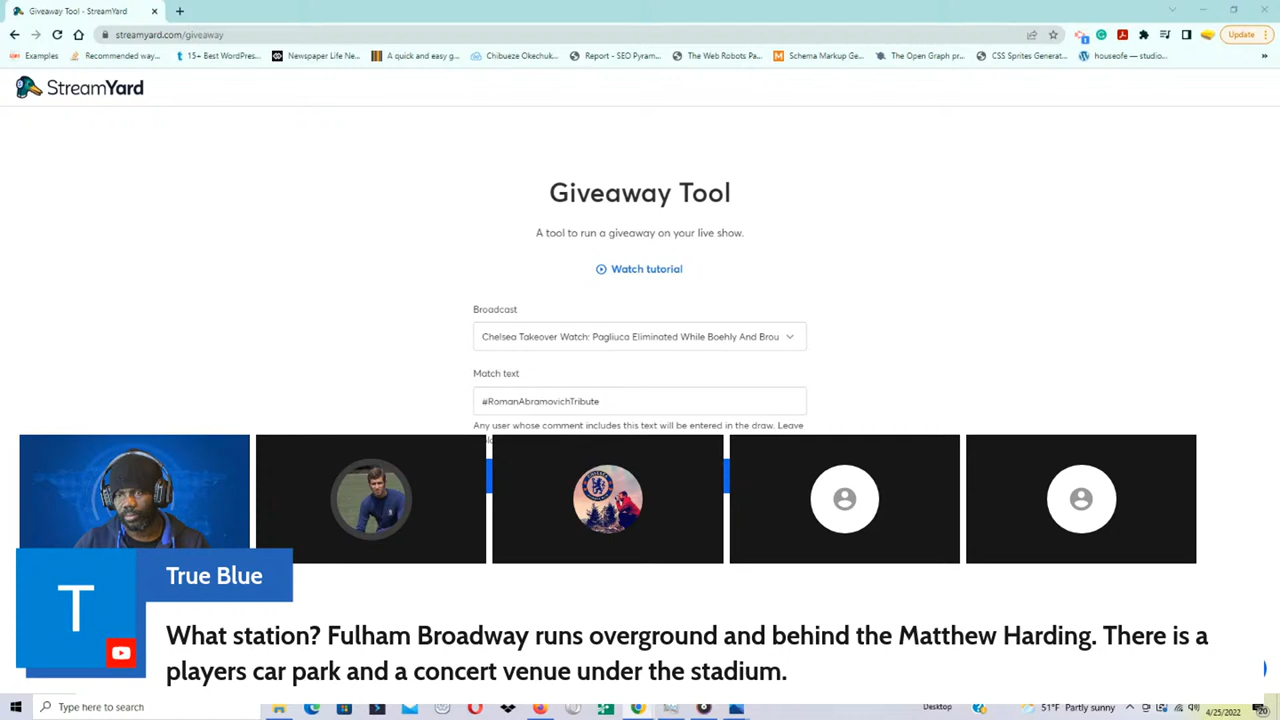 Giveaway Tool - StreamYard
streamyard.com/giveaway
Update
Examples
Recommended way...
15+ Best WordPress...
Newspaper Life Ne...
A quick and easy g...
Chibueze Okechuk...
Report - SEO Pyram...
The Web Robots Pa...
Schema Markup Ge...
The Open Graph pr...
CSS Sprites Generat...
houseofe — studio...
StreamYard
Giveaway Tool
A tool to run a giveaway on your live show.
Watch tutorial
Broadcast
Chelsea Takeover Watch: Pagliuca Eliminated While Boehly And Brou
Match text
#RomanAbramovichTribute
Any user whose comment includes this text will be entered in the draw. Leave
T
True Blue
What station? Fulham Broadway runs overground and behind the Matthew Harding. There is a
players car park and a concert venue under the stadium.
Type here to search
Desktop
51°F Partly sunny
4/25/2022
20